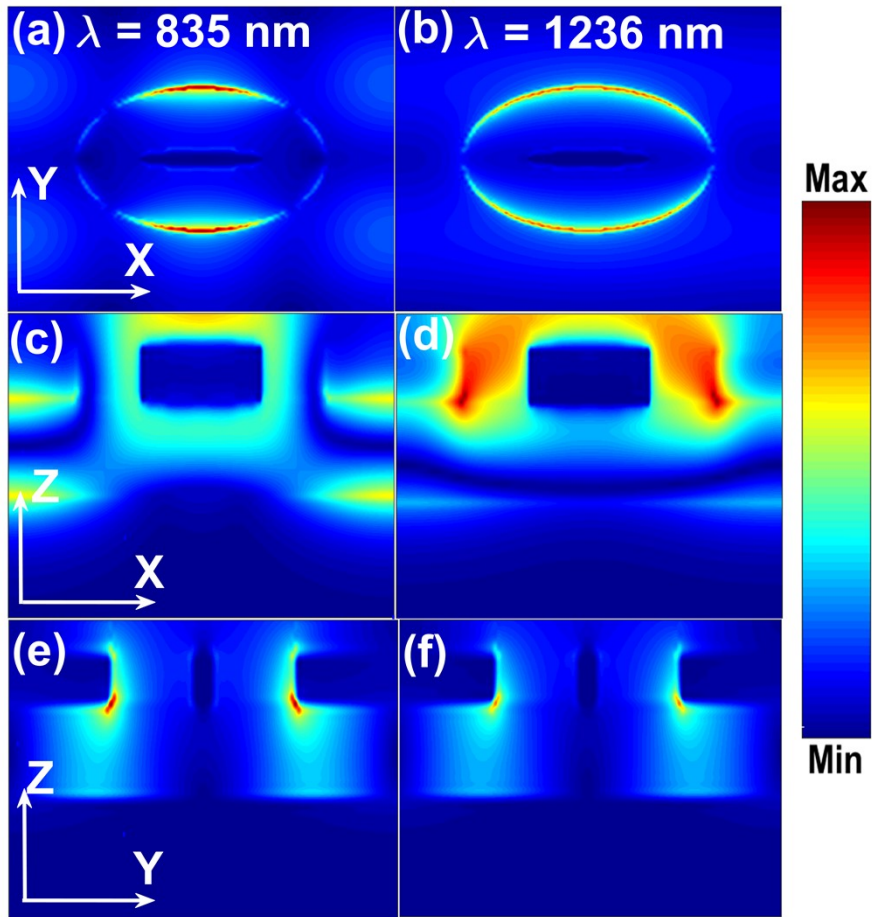 (a) λ = 835 nm
(b) λ = 1236 nm
Y
X
Max
(c)
(d)
Z
X
(e)
(f)
Min
Z
Y